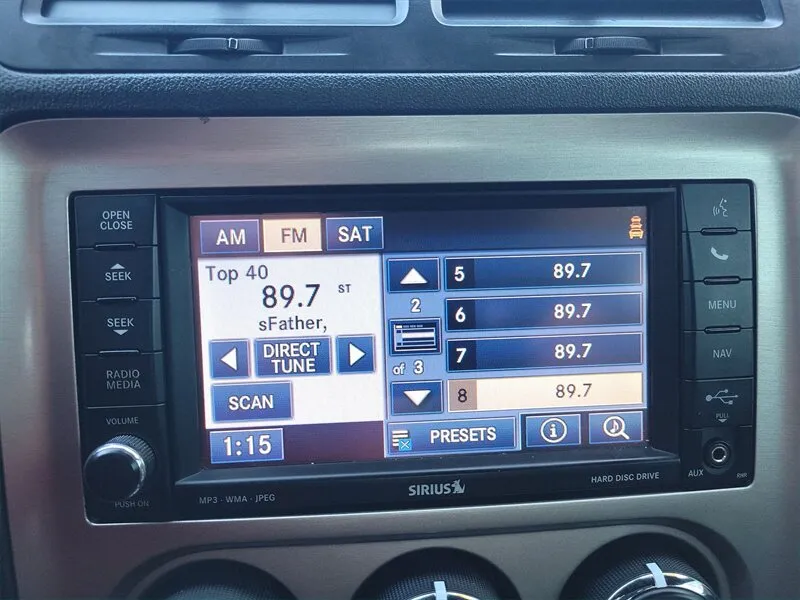 OPEN
CLOSE
SEEK
SEEK
RADIO
MEDIA
VOLUME
PUSH ON
AM FM SAT
Top 40
89.7 ST
sFather,
DIRECT
TUNE
SCAN
1:15
2
of 3
5 89.7
6 89.7
7 89.7
8 89.7
PRESETS
i
MENU
NAV
PULL
AUX
RHR
MP3 · WMA · JPEG
SIRIUS
HARD DISC DRIVE